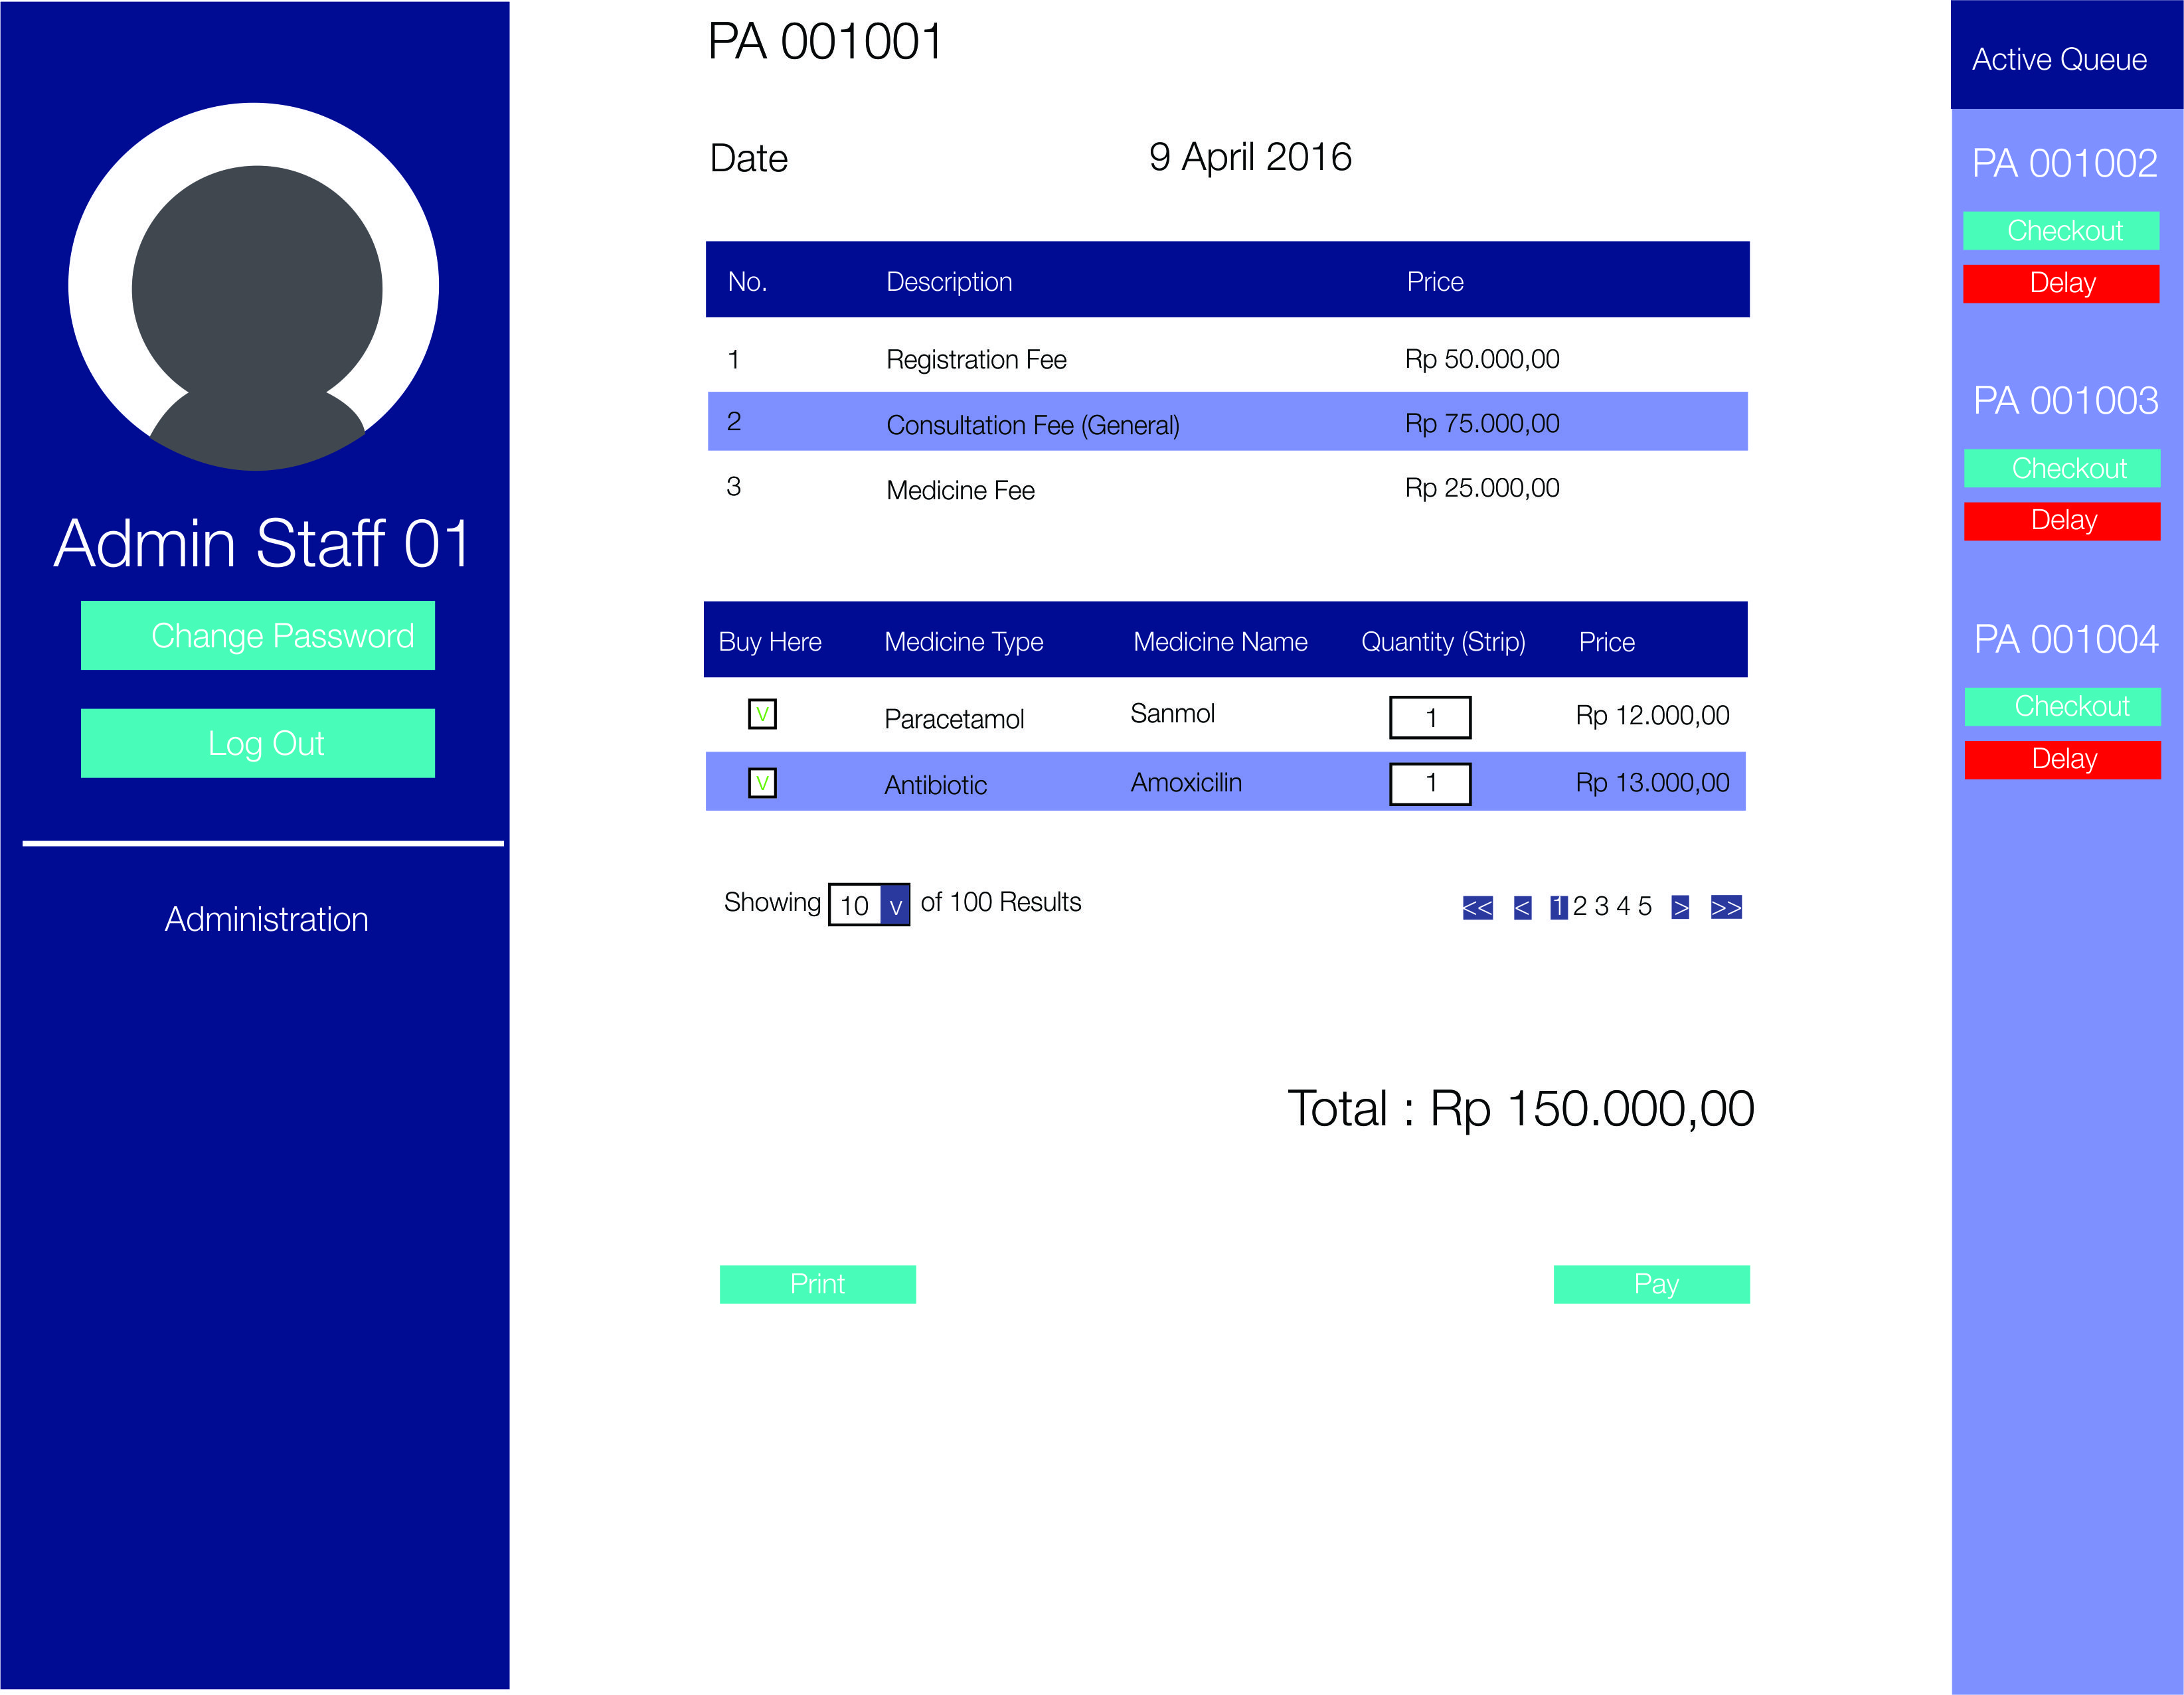 Admin Staff 01
Change Password
Log Out
Administration
PA 001001
Date 9 April 2016
No. Description Price
1 Registration Fee Rp 50.000,00
2 Consultation Fee (General) Rp 75.000,00
3 Medicine Fee Rp 25.000,00
Buy Here Medicine Type Medicine Name Quantity (Strip) Price
v Paracetamol Sanmol 1 Rp 12.000,00
v Antibiotic Amoxicilin 1 Rp 13.000,00
Showing 10 v of 100 Results << < 1 2 3 4 5 > >>
Total : Rp 150.000,00
Print Pay
Active Queue
PA 001002
Checkout
Delay
PA 001003
Checkout
Delay
PA 001004
Checkout
Delay